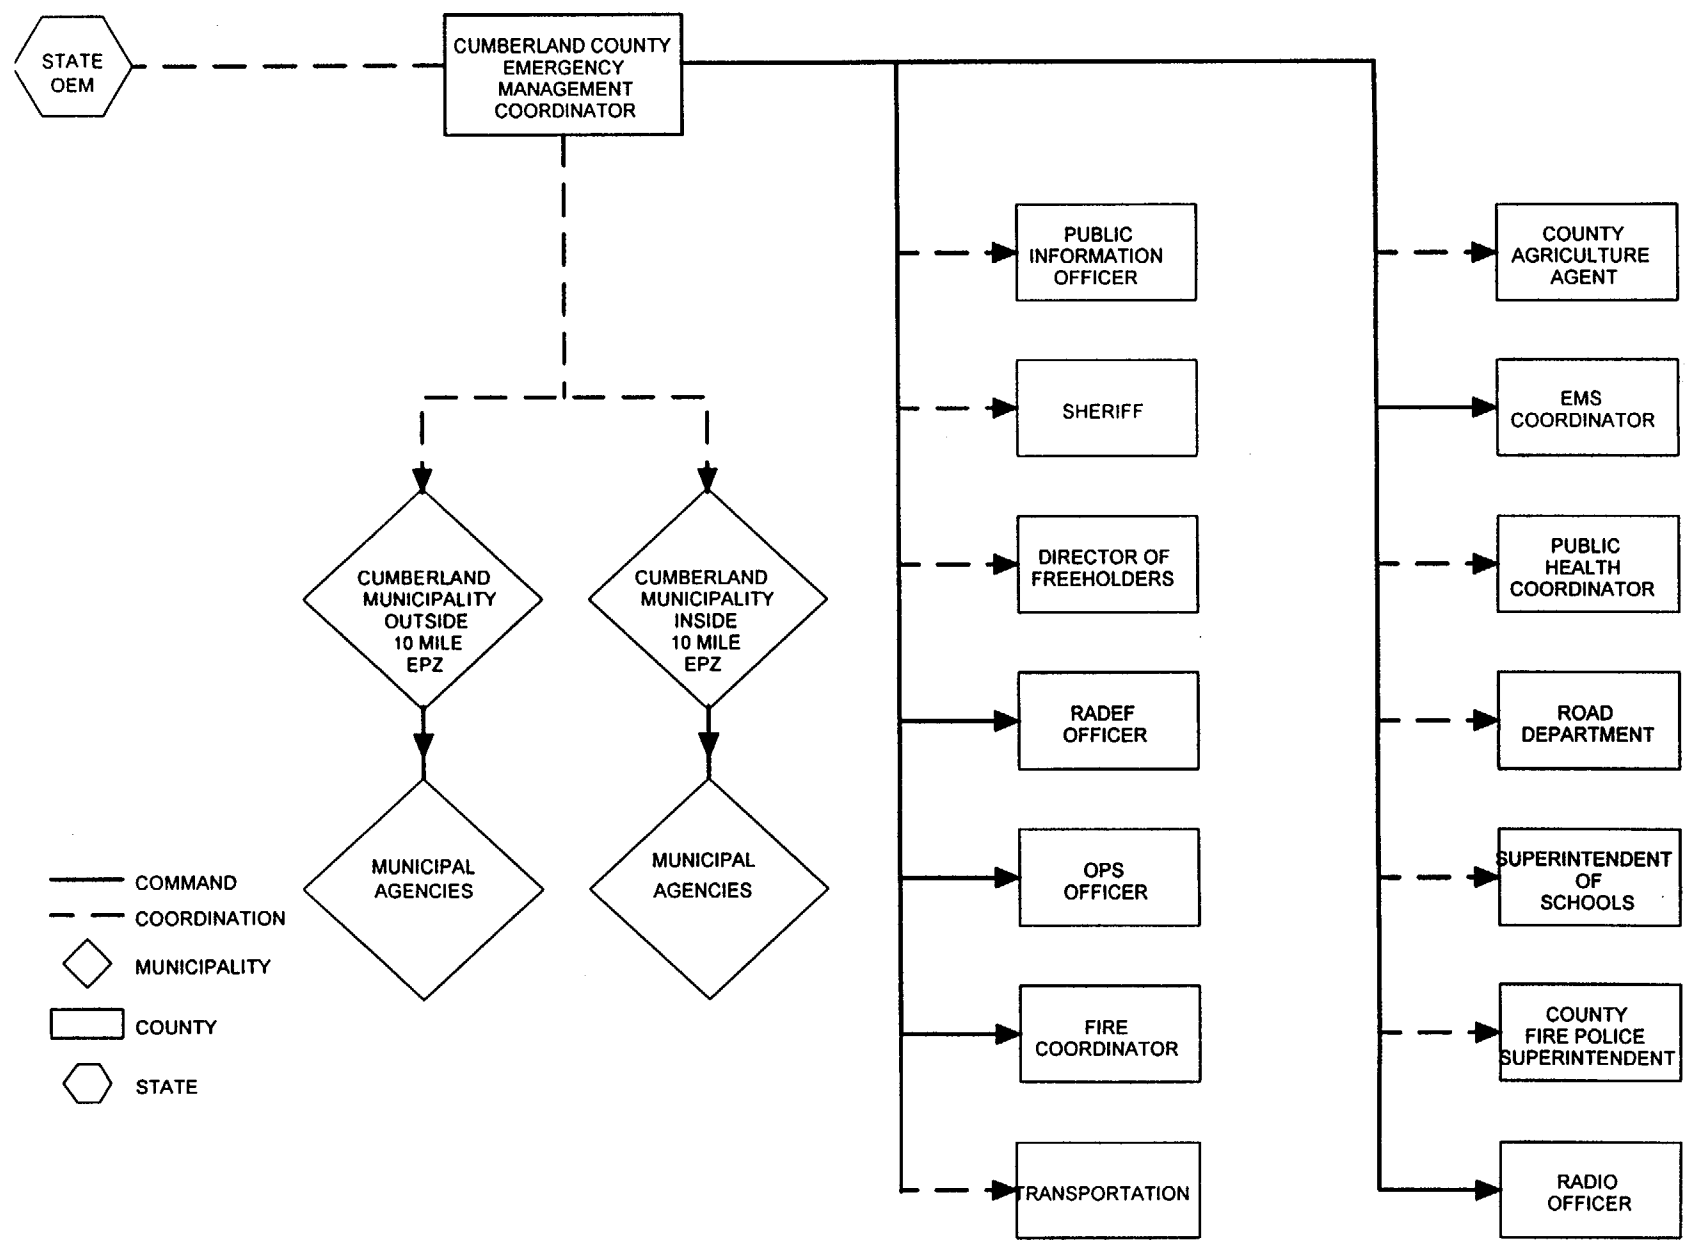 STATE
OEM
CUMBERLAND COUNTY
EMERGENCY
MANAGEMENT
COORDINATOR
PUBLIC
INFORMATION
OFFICER
COUNTY
AGRICULTURE
AGENT
SHERIFF
EMS
COORDINATOR
CUMBERLAND
MUNICIPALITY
OUTSIDE
10 MILE
EPZ
CUMBERLAND
MUNICIPALITY
INSIDE
10 MILE
EPZ
DIRECTOR OF
FREEHOLDERS
PUBLIC
HEALTH
COORDINATOR
RADEF
OFFICER
ROAD
DEPARTMENT
MUNICIPAL
AGENCIES
MUNICIPAL
AGENCIES
OPS
OFFICER
SUPERINTENDENT
OF
SCHOOLS
FIRE
COORDINATOR
COUNTY
FIRE POLICE
SUPERINTENDENT
TRANSPORTATION
RADIO
OFFICER
COMMAND
COORDINATION
MUNICIPALITY
COUNTY
STATE